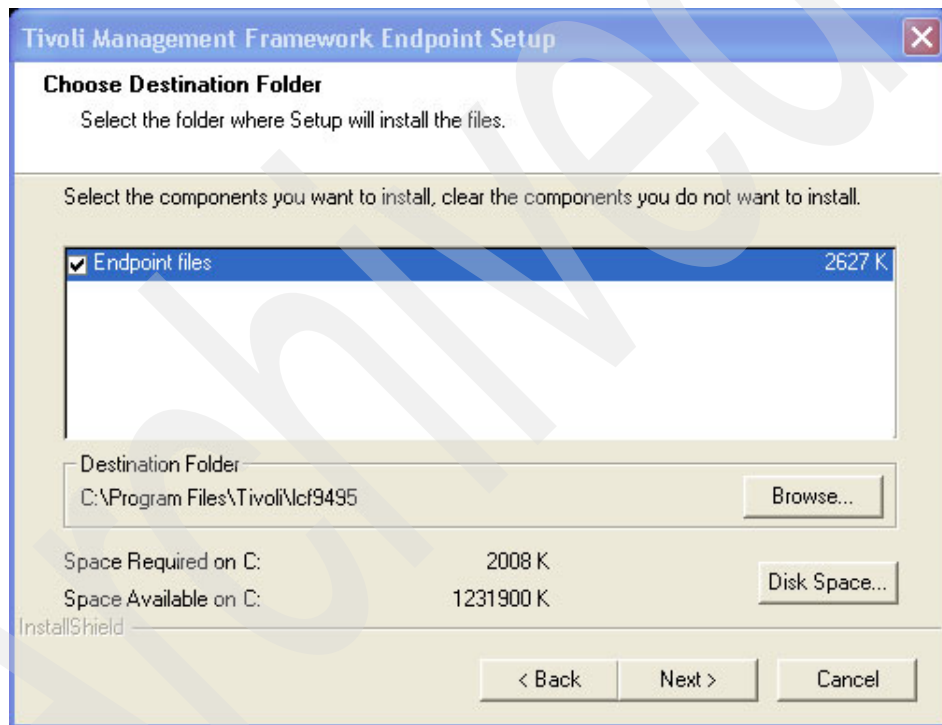 Tivoli Management Framework Endpoint Setup
Choose Destination Folder
Select the folder where Setup will install the files.
Select the components you want to install, clear the components you do not want to install.
Endpoint files 2627 K
Destination Folder
C:\Program Files\Tivoli\lcf9495
Browse...
Space Required on C: 2008 K
Space Available on C: 1231900 K
Disk Space...
InstallShield
< Back Next > Cancel
Archived